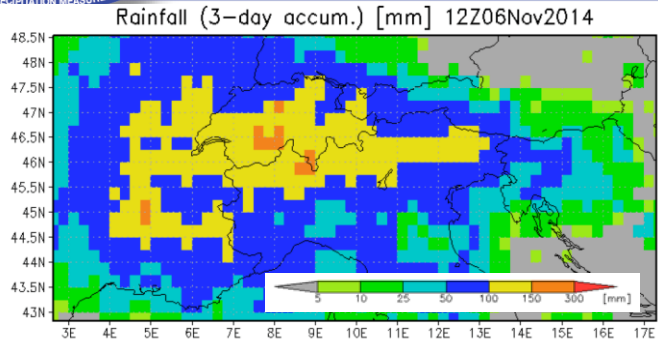 CIPITATION MEASUR
Rainfall (3-day accum.) [mm] 12Z06Nov2014
48.5N
48N
47.5N
47N
46.5N
46N
45.5N
45N
44.5N
44N
43.5N
43N
5 10 25 50 100 150 300 [mm]
3E 4E 5E 6E 7E 8E 9E 10E 11E 12E 13E 14E 15E 16E 17E